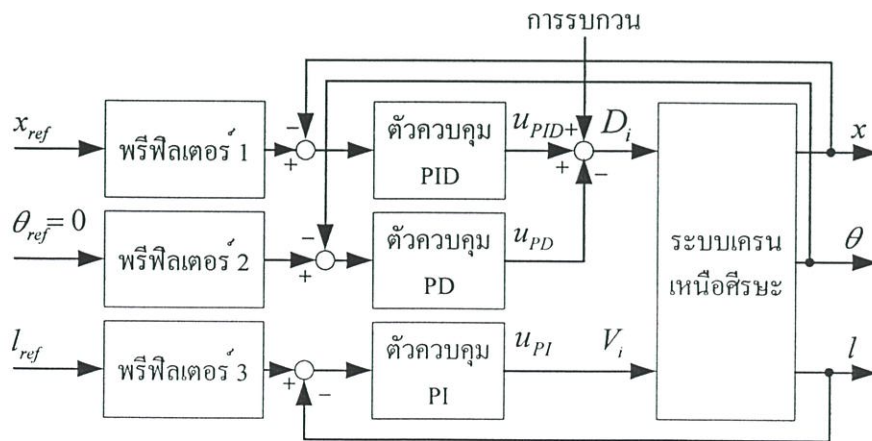 การรบกวน
x_ref
พรีฟิลเตอร์ 1
−
+
ตัวควบคุม
PID
u_PID
+
+
−
D_i
x
θ_ref = 0
พรีฟิลเตอร์ 2
−
+
ตัวควบคุม
PD
u_PD
ระบบเครน
เหนือศีรษะ
θ
l_ref
พรีฟิลเตอร์ 3
+
−
ตัวควบคุม
PI
u_PI
V_i
l